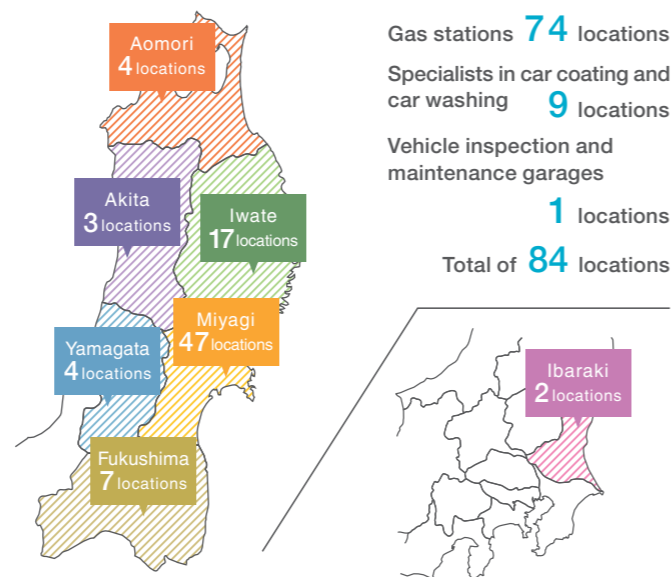 Aomori
4
locations
Akita
3 locations
Iwate
17 locations
Miyagi
47 locations
Yamagata
4 locations
Fukushima
7 locations
Gas stations 74 locations
Specialists in car coating and
car washing 9 locations
Vehicle inspection and
maintenance garages
1 locations
Total of 84 locations
Ibaraki
2 locations